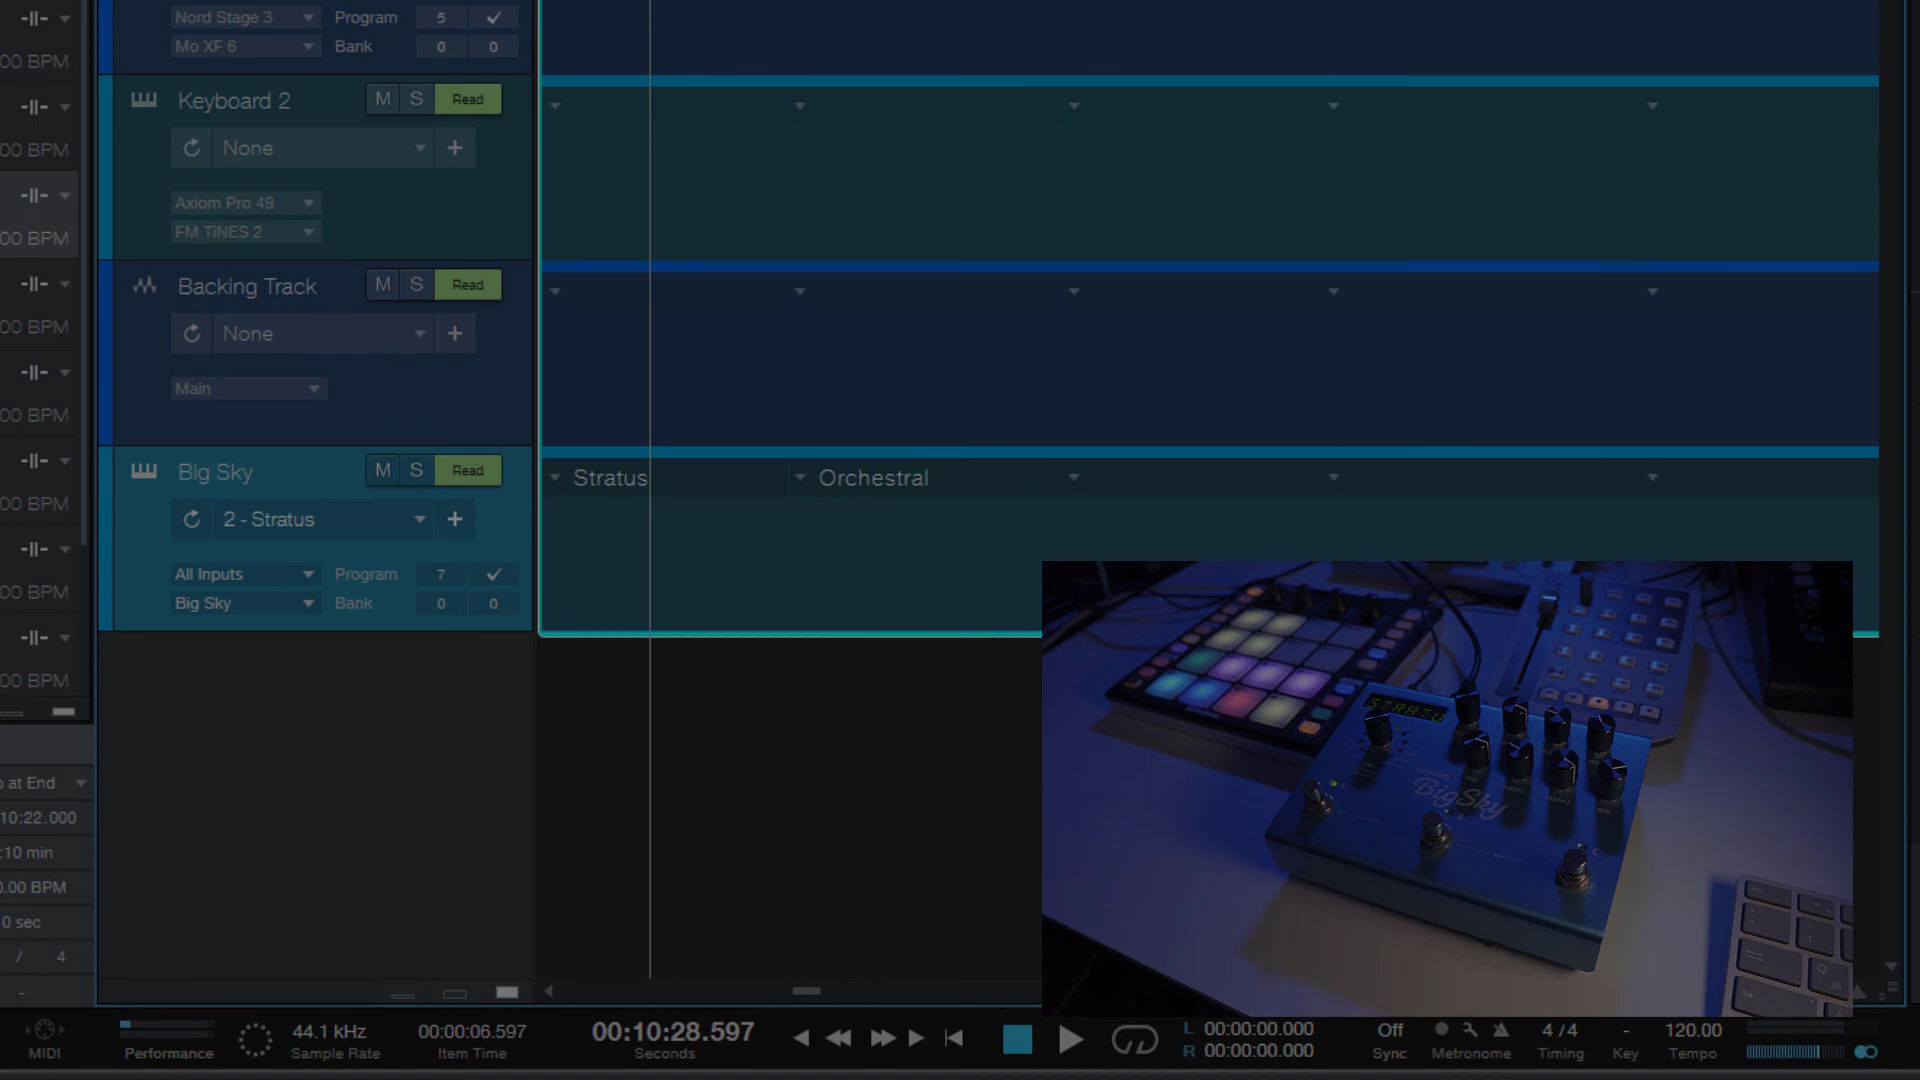 Nord Stage 3 Program 5
00 BPM
Mo XF 6 Bank 0 0
Keyboard 2 M S Read
00 BPM
None
Axiom Pro 49
00 BPM
FM TiNES 2
Backing Track M S Read
00 BPM
None
Main
00 BPM
Big Sky M S Read
Stratus Orchestral
00 BPM
2 - Stratus
All Inputs Program 7
00 BPM
Big Sky Bank 0 0
00 BPM
STRATU
strymon
BigSky
o at End
10:22.000
:10 min
0.00 BPM
0 sec
/ 4
-
MIDI
Performance
44.1 kHz
Sample Rate
00:00:06.597
Item Time
00:10:28.597
Seconds
L 00:00:00.000
R 00:00:00.000
Off
Sync
Metronome
4 / 4
Timing
-
Key
120.00
Tempo